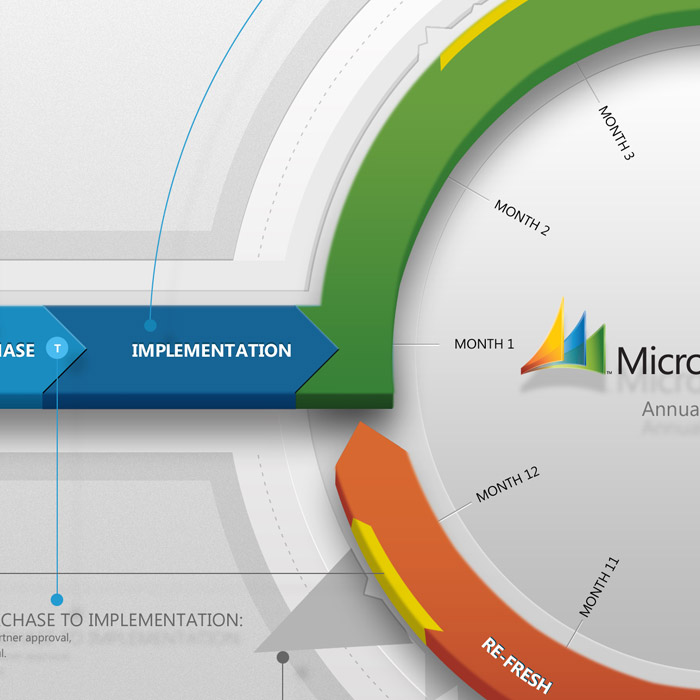 MONTH 3
MONTH 2
HASE
T
IMPLEMENTATION
MONTH 1
Micro
Annua
MONTH 12
MONTH 11
CHASE TO IMPLEMENTATION:
rtner approval,
l.
RE-FRESH